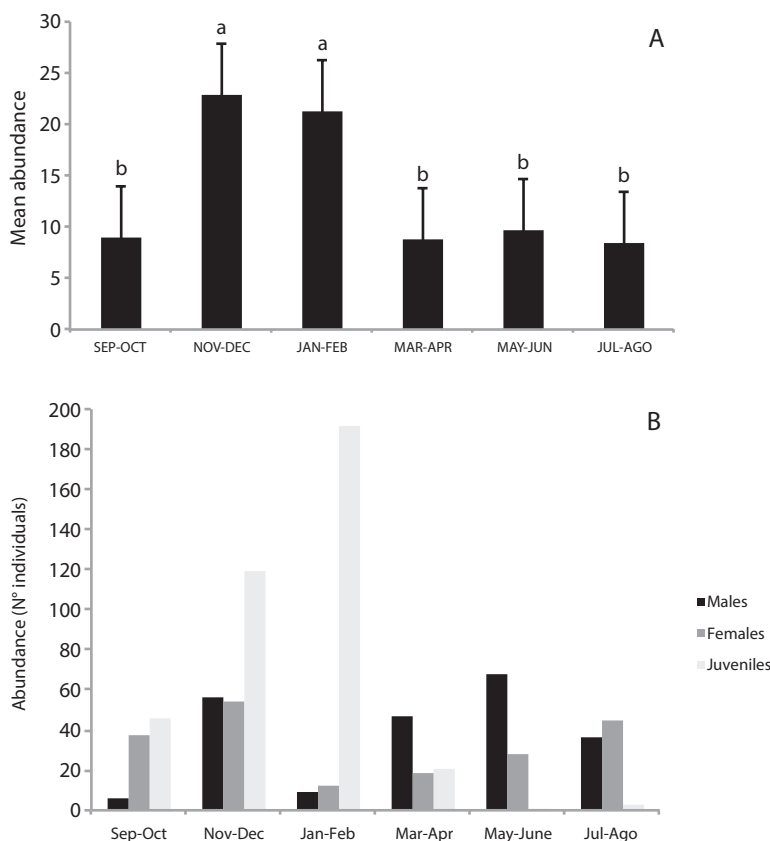 A
Mean abundance
30
25
20
15
10
5
0
b
a
a
b
b
b
SEP-OCT NOV-DEC JAN-FEB MAR-APR MAY-JUN JUL-AGO
B
Abundance (N° individuals)
200
180
160
140
120
100
80
60
40
20
0
Males
Females
Juveniles
Sep-Oct Nov-Dec Jan-Feb Mar-Apr May-June Jul-Ago